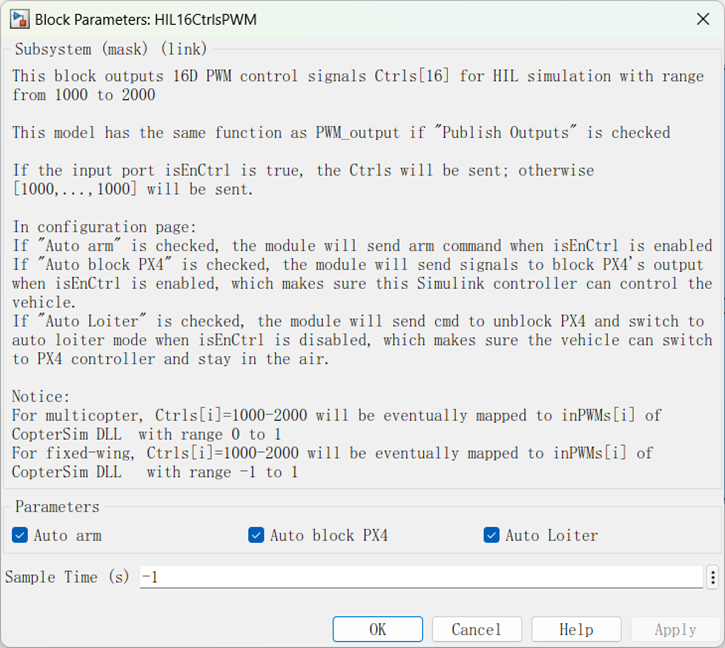 Block Parameters: HIL16CtrlsPWM
Subsystem (mask) (link)
This block outputs 16D PWM control signals Ctrls[16] for HIL simulation with range
from 1000 to 2000
This model has the same function as PWM_output if "Publish Outputs" is checked
If the input port isEnCtrl is true, the Ctrls will be sent; otherwise
[1000,...,1000] will be sent.
In configuration page:
If "Auto arm" is checked, the module will send arm command when isEnCtrl is enabled
If "Auto block PX4" is checked, the module will send signals to block PX4's output
when isEnCtrl is enabled, which makes sure this Simulink controller can control the
vehicle.
If "Auto Loiter" is checked, the module will send cmd to unblock PX4 and switch to
auto loiter mode when isEnCtrl is disabled, which makes sure the vehicle can switch
to PX4 controller and stay in the air.
Notice:
For multicopter, Ctrls[i]=1000-2000 will be eventually mapped to inPWMs[i] of
CopterSim DLL  with range 0 to 1
For fixed-wing, Ctrls[i]=1000-2000 will be eventually mapped to inPWMs[i] of
CopterSim DLL   with range -1 to 1
Parameters
Auto arm
Auto block PX4
Auto Loiter
Sample Time (s) -1
OK
Cancel
Help
Apply